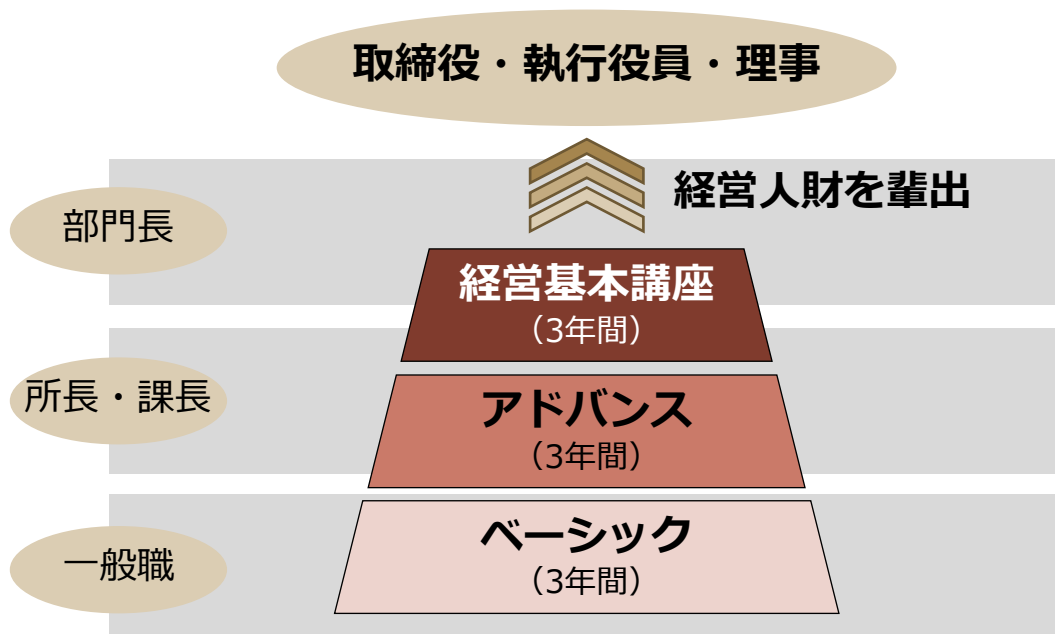 取締役・執行役員・理事
経営人財を輩出
部門長
経営基本講座
（3年間）
所長・課長
アドバンス
（3年間）
一般職
ベーシック
（3年間）